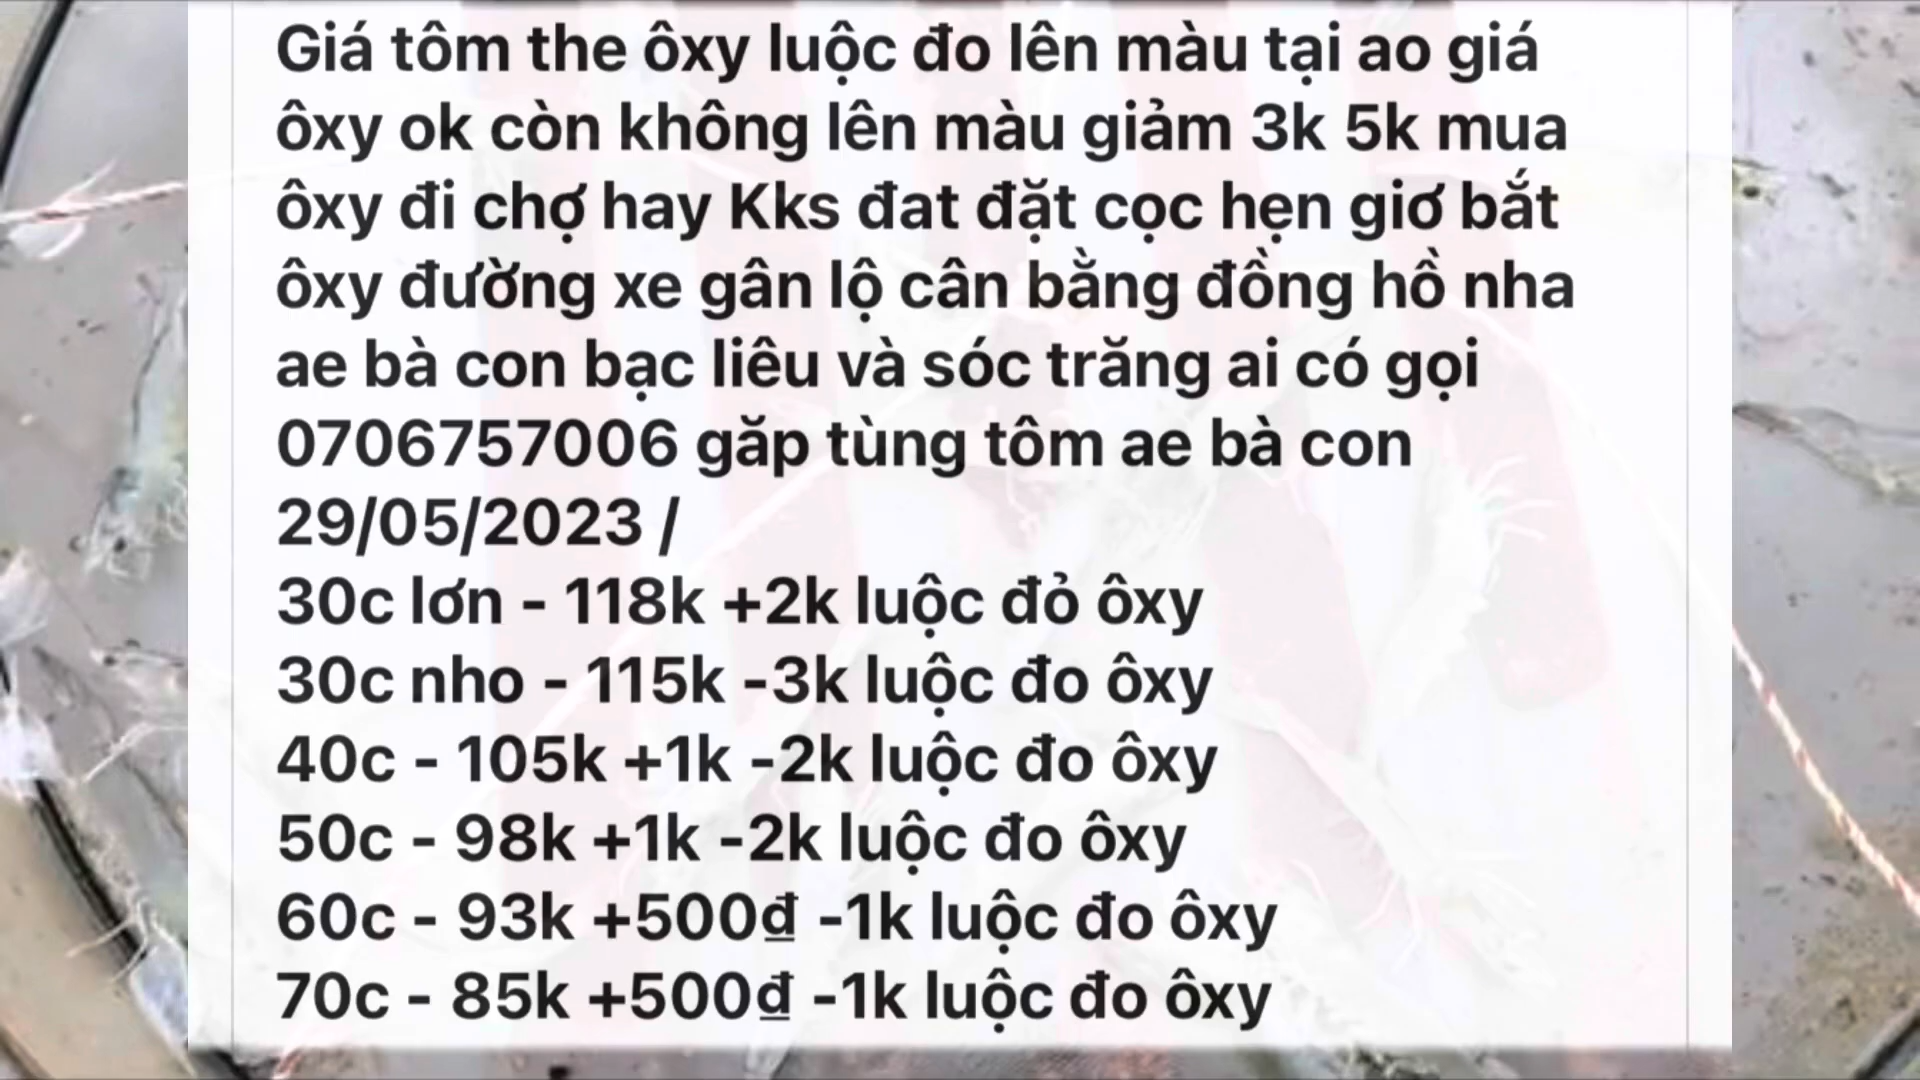 Giá tôm the ôxy luộc đo lên màu tại ao giá
ôxy ok còn không lên màu giảm 3k 5k mua
ôxy đi chợ hay Kks đat đặt cọc hẹn giơ bắt
ôxy đường xe gân lộ cân bằng đồng hồ nha
ae bà con bạc liêu và sóc trăng ai có gọi
0706757006 găp tùng tôm ae bà con
29/05/2023 /
30c lơn - 118k +2k luộc đỏ ôxy
30c nho - 115k -3k luộc đo ôxy
40c - 105k +1k -2k luộc đo ôxy
50c - 98k +1k -2k luộc đo ôxy
60c - 93k +500₫ -1k luộc đo ôxy
70c - 85k +500₫ -1k luộc đo ôxy